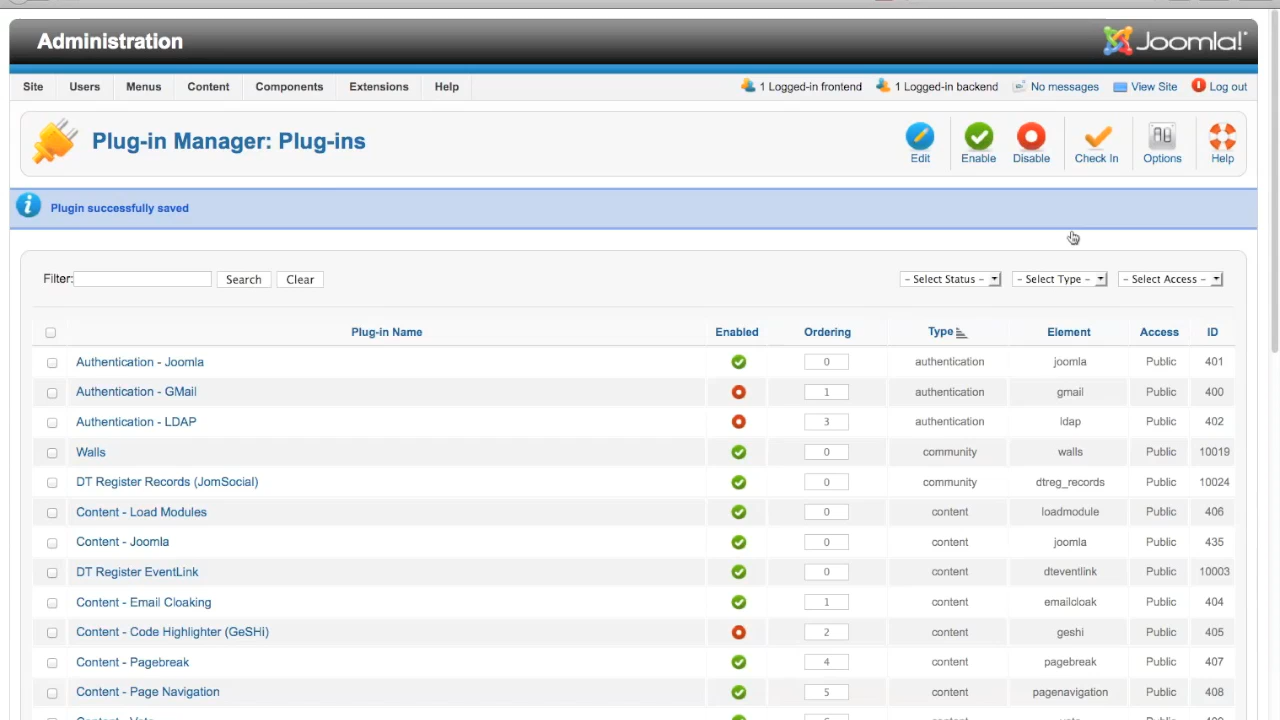 Administration
Joomla!
Site Users Menus Content Components Extensions Help 1 Logged-in frontend 1 Logged-in backend No messages View Site Log out
Plug-in Manager: Plug-ins
Edit Enable Disable Check In Options Help
Plugin successfully saved
Filter: Search Clear - Select Status - - Select Type - - Select Access -
Plug-in Name Enabled Ordering Type Element Access ID
Authentication - Joomla 0 authentication joomla Public 401
Authentication - GMail 1 authentication gmail Public 400
Authentication - LDAP 3 authentication ldap Public 402
Walls 0 community walls Public 10019
DT Register Records (JomSocial) 0 community dtreg_records Public 10024
Content - Load Modules 0 content loadmodule Public 406
Content - Joomla 0 content joomla Public 435
DT Register EventLink 0 content dteventlink Public 10003
Content - Email Cloaking 1 content emailcloak Public 404
Content - Code Highlighter (GeSHi) 2 content geshi Public 405
Content - Pagebreak 4 content pagebreak Public 407
Content - Page Navigation 5 content pagenavigation Public 408